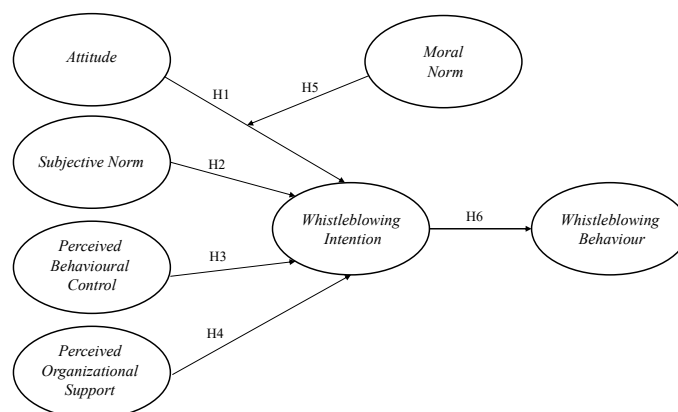 Attitude
Moral
Norm
H1
H5
Subjective Norm
H2
Whistleblowing
Intention
H6
Whistleblowing
Behaviour
Perceived
Behavioural
Control
H3
H4
Perceived
Organizational
Support